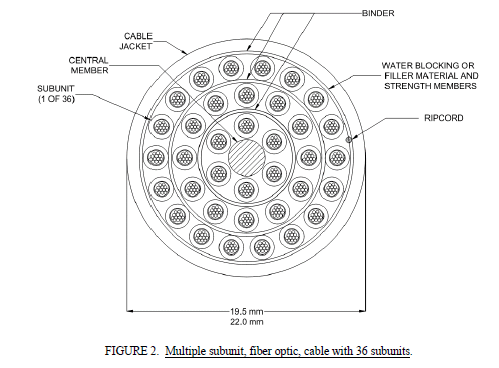 BINDER
CABLE
JACKET
CENTRAL
MEMBER
SUBUNIT
(1 OF 36)
WATER BLOCKING OR
FILLER MATERIAL AND
STRENGTH MEMBERS
RIPCORD
19.5 mm
22.0 mm
FIGURE 2. Multiple subunit, fiber optic, cable with 36 subunits.